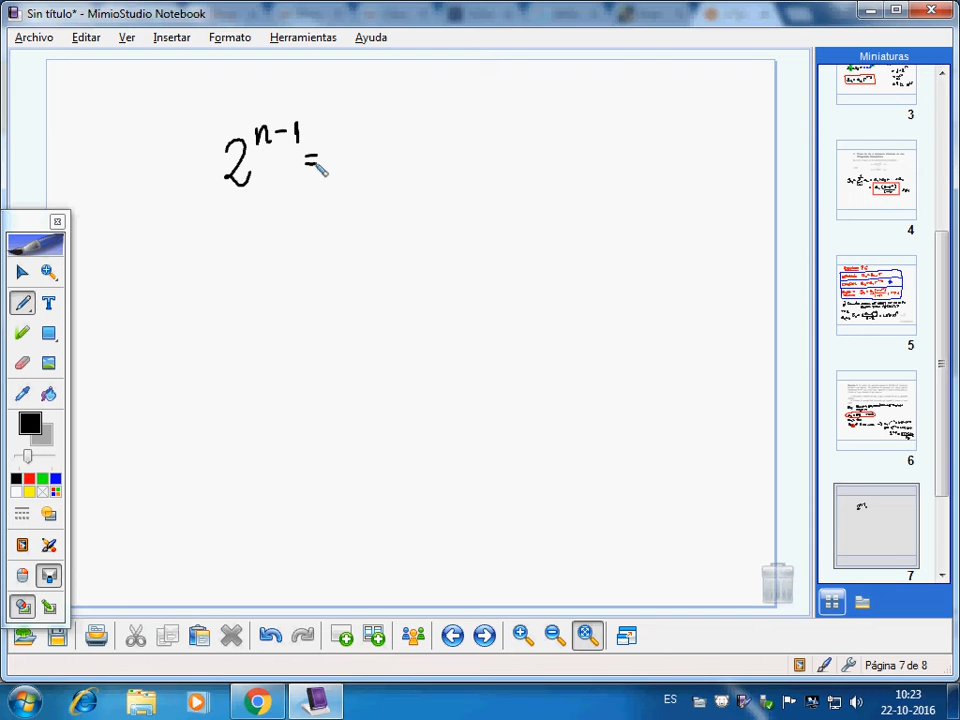 Sin título* - MimioStudio Notebook
Archivo Editar Ver Insertar Formato Herramientas Ayuda
2^{n-1} =
Miniaturas
3
4
5
6
7
Página 7 de 8
ES
10:23
22-10-2016